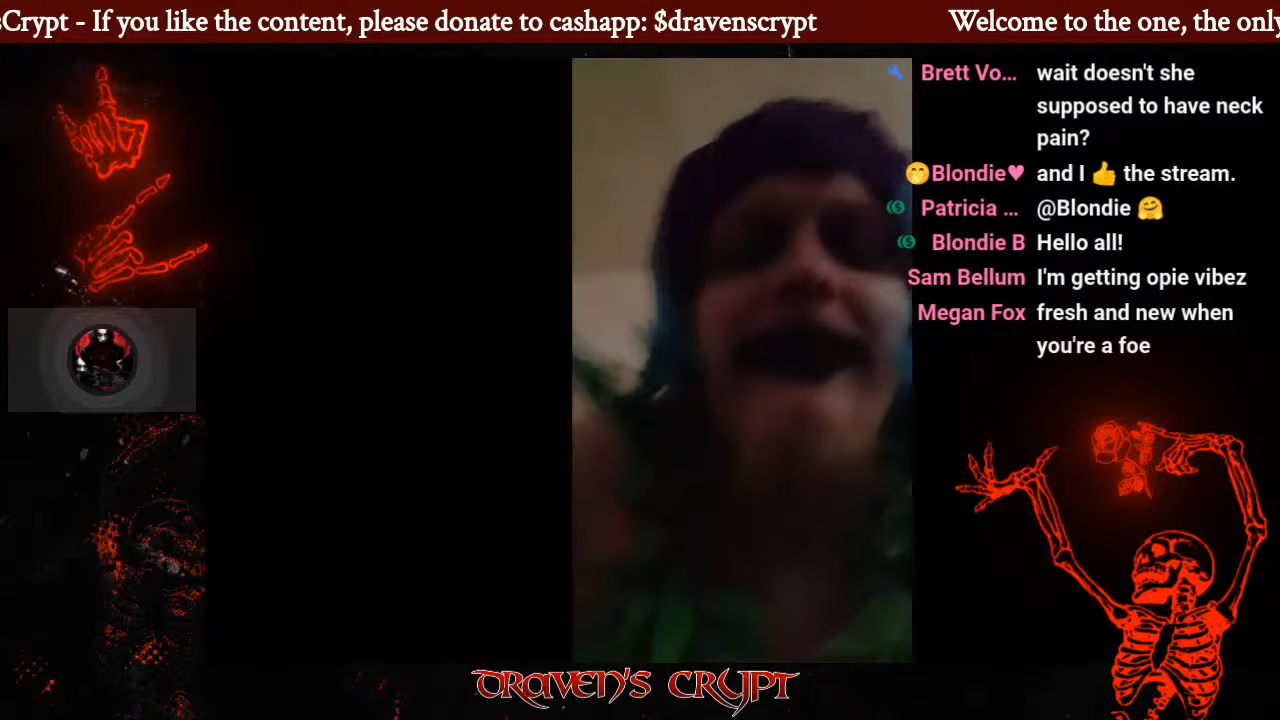 sCrypt - If you like the content, please donate to cashapp: $dravenscrypt
Welcome to the one, the only
Brett Vo... wait doesn't she
supposed to have neck
pain?
🤭Blondie♥ and I 👍 the stream.
Patricia ... @Blondie 🤗
Blondie B Hello all!
Sam Bellum I'm getting opie vibez
Megan Fox fresh and new when
you're a foe
DRAVEN'S CRYPT